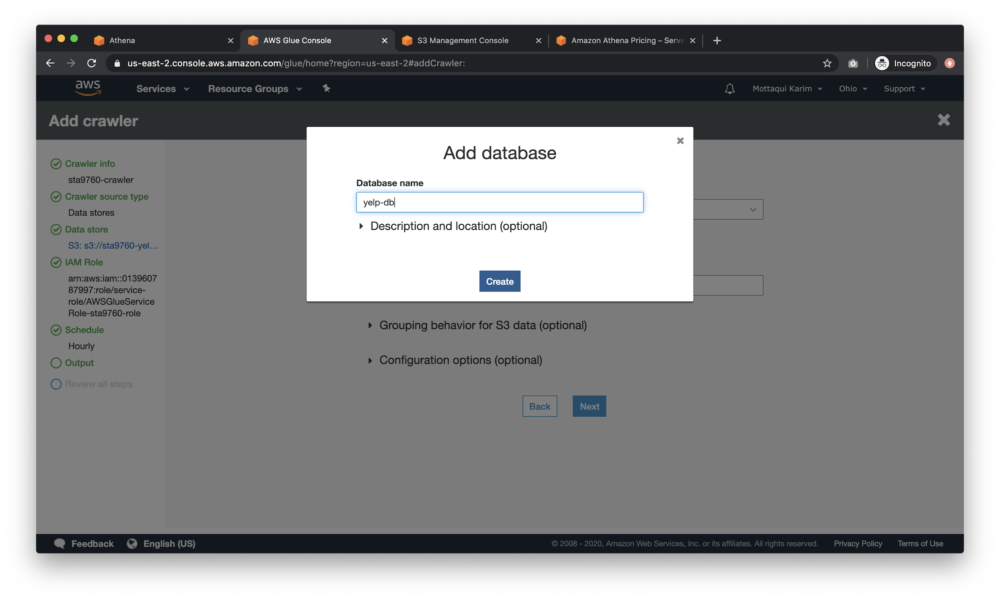 Athena
AWS Glue Console
S3 Management Console
Amazon Athena Pricing – Serve
us-east-2.console.aws.amazon.com/glue/home?region=us-east-2#addCrawler:
Incognito
aws
Services
Resource Groups
Mottaqui Karim
Ohio
Support
Add crawler
Crawler info
sta9760-crawler
Crawler source type
Data stores
Data store
S3: s3://sta9760-yel...
IAM Role
arn:aws:iam::0139607
87997:role/service-
role/AWSGlueService
Role-sta9760-role
Schedule
Hourly
Output
Review all steps
Add database
Database name
yelp-db
Description and location (optional)
Create
Grouping behavior for S3 data (optional)
Configuration options (optional)
Back
Next
Feedback
English (US)
© 2008 - 2020, Amazon Web Services, Inc. or its affiliates. All rights reserved.
Privacy Policy
Terms of Use